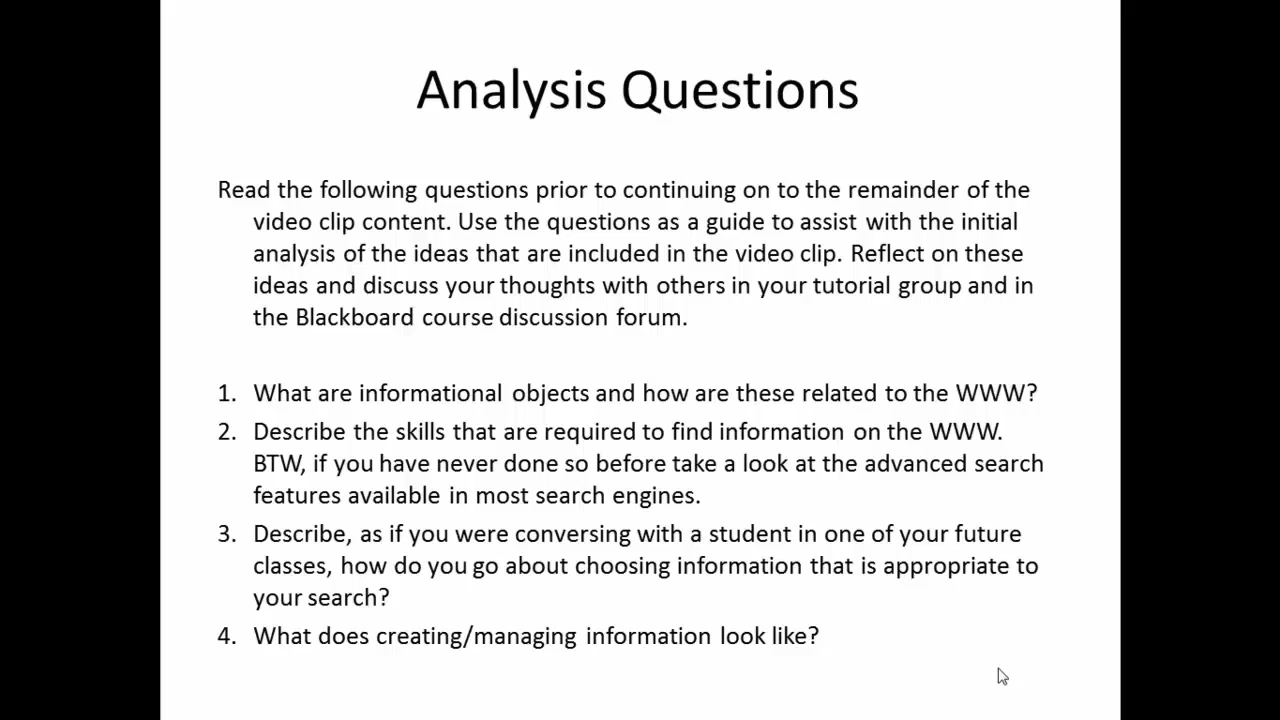 Analysis Questions
Read the following questions prior to continuing on to the remainder of the
video clip content. Use the questions as a guide to assist with the initial
analysis of the ideas that are included in the video clip. Reflect on these
ideas and discuss your thoughts with others in your tutorial group and in
the Blackboard course discussion forum.
1. What are informational objects and how are these related to the WWW?
2. Describe the skills that are required to find information on the WWW.
BTW, if you have never done so before take a look at the advanced search
features available in most search engines.
3. Describe, as if you were conversing with a student in one of your future
classes, how do you go about choosing information that is appropriate to
your search?
4. What does creating/managing information look like?